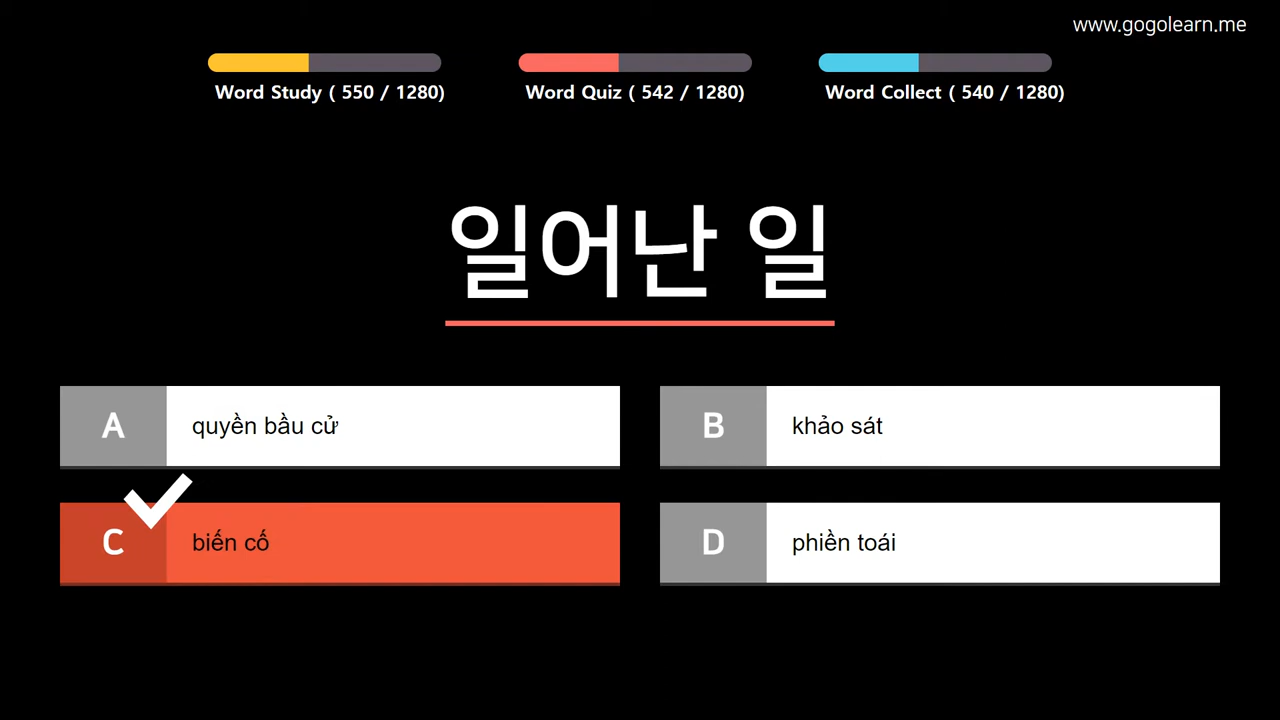 www.gogolearn.me
Word Study ( 550 / 1280)
Word Quiz ( 542 / 1280)
Word Collect ( 540 / 1280)
일어난 일
A
quyền bầu cử
B
khảo sát
C
biến cố
D
phiền toái